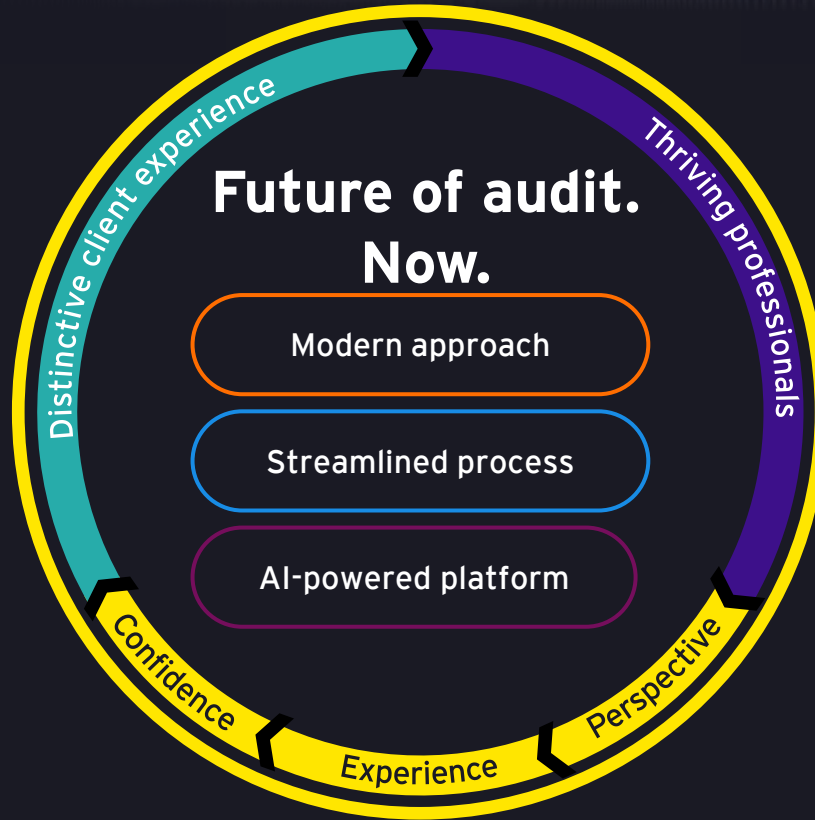 Future of audit.
Now.
Modern approach
Streamlined process
AI-powered platform
Thriving professionals
Perspective
Experience
Confidence
Distinctive client experience